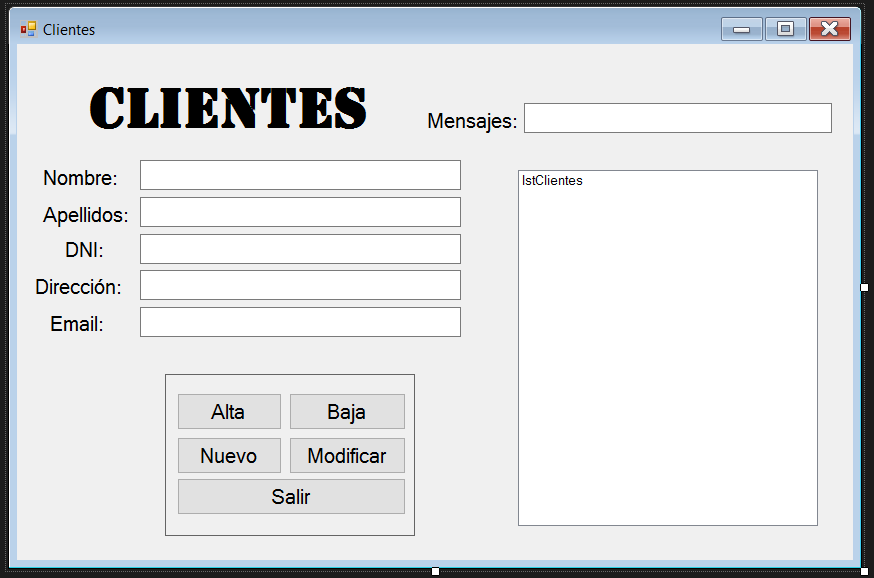 Clientes
CLIENTES
Mensajes:
Nombre:
Apellidos:
DNI:
Dirección:
Email:
lstClientes
Alta Baja
Nuevo Modificar
Salir